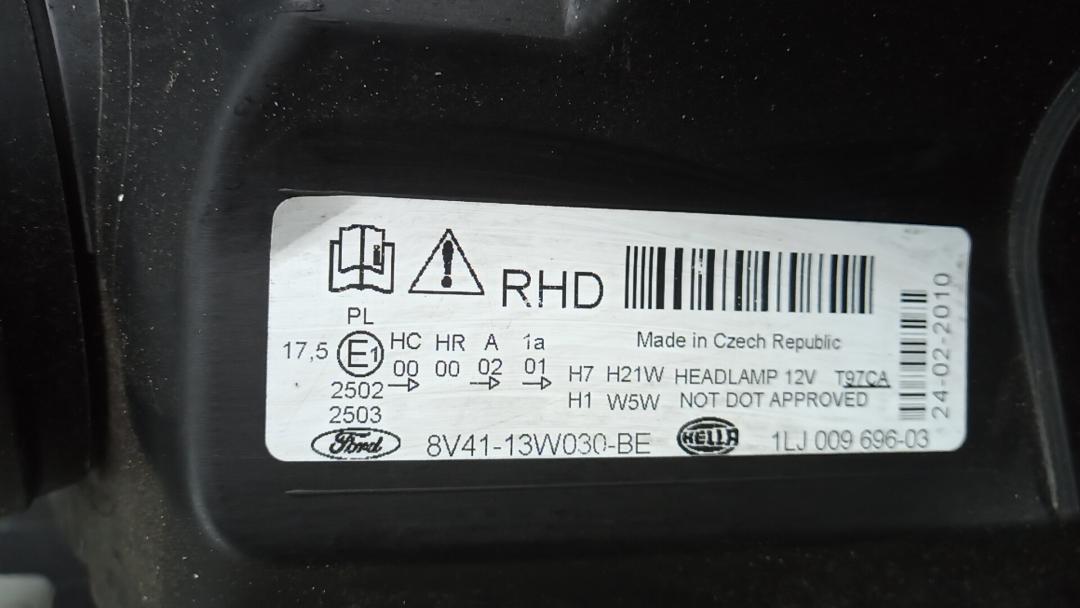 RHD
PL
17,5 E1 HC HR A 1a
00 00 02 01
2502
2503
Made in Czech Republic
H7 H21W HEADLAMP 12V T97CA
H1 W5W NOT DOT APPROVED
Ford 8V41-13W030-BE HELLA 1LJ 009 696-03
24-02-2010